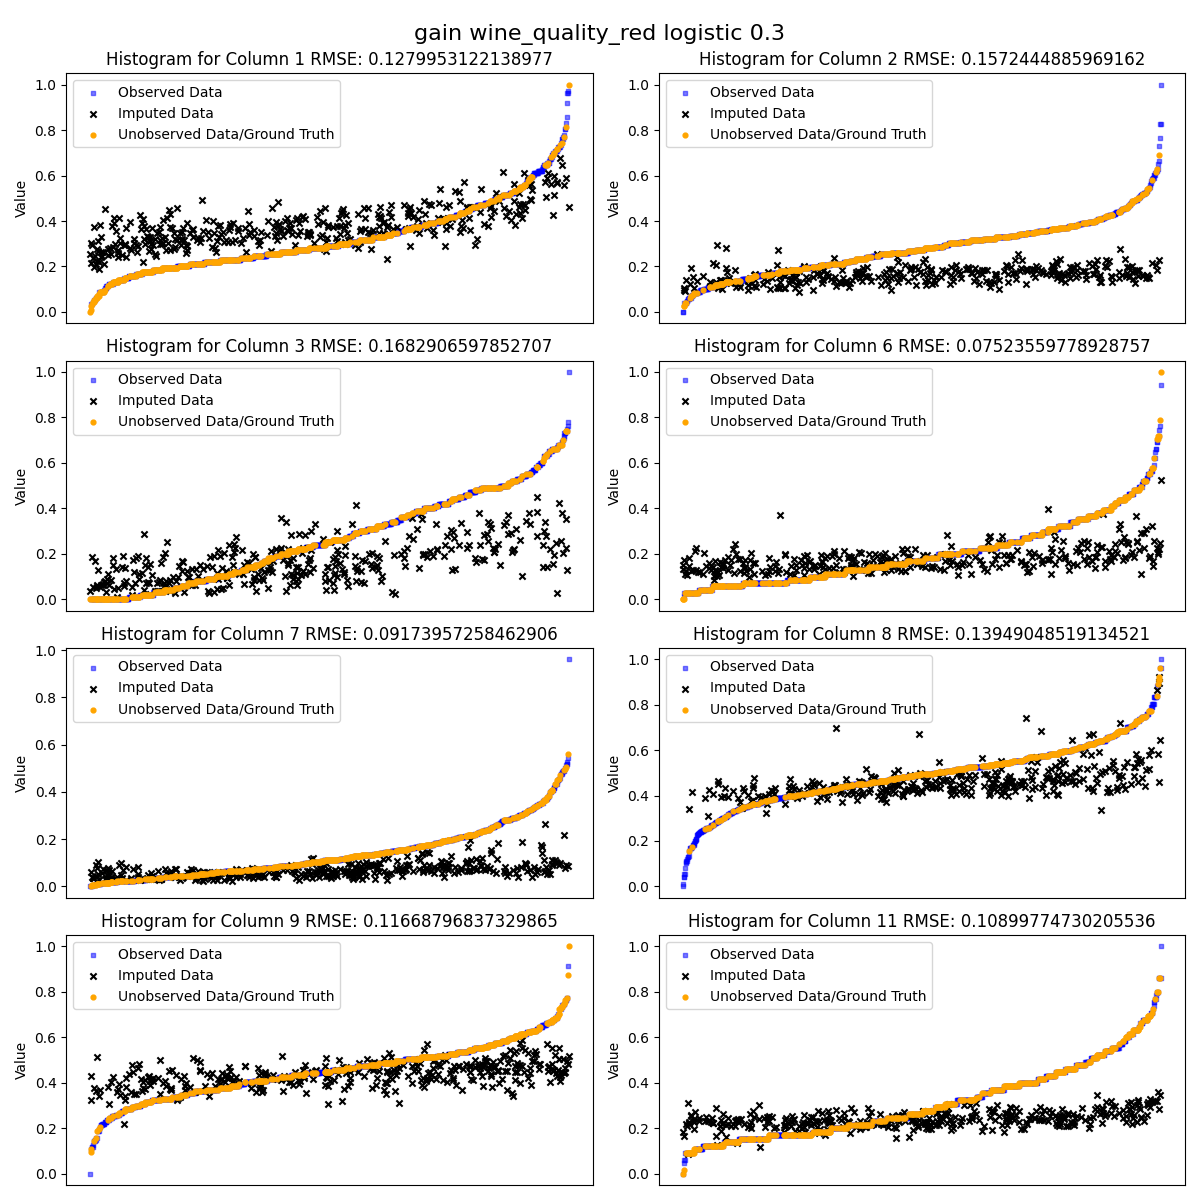 gain wine_quality_red logistic 0.3
Histogram for Column 1 RMSE: 0.1279953122138977
Value
1.0
0.8
0.6
0.4
0.2
0.0
Observed Data
Imputed Data
Unobserved Data/Ground Truth
Histogram for Column 2 RMSE: 0.1572444885969162
Value
1.0
0.8
0.6
0.4
0.2
0.0
Observed Data
Imputed Data
Unobserved Data/Ground Truth
Histogram for Column 3 RMSE: 0.1682906597852707
Value
1.0
0.8
0.6
0.4
0.2
0.0
Observed Data
Imputed Data
Unobserved Data/Ground Truth
Histogram for Column 6 RMSE: 0.07523559778928757
Value
1.0
0.8
0.6
0.4
0.2
0.0
Observed Data
Imputed Data
Unobserved Data/Ground Truth
Histogram for Column 7 RMSE: 0.09173957258462906
Value
1.0
0.8
0.6
0.4
0.2
0.0
Observed Data
Imputed Data
Unobserved Data/Ground Truth
Histogram for Column 8 RMSE: 0.13949048519134521
Value
1.0
0.8
0.6
0.4
0.2
0.0
Observed Data
Imputed Data
Unobserved Data/Ground Truth
Histogram for Column 9 RMSE: 0.11668796837329865
Value
1.0
0.8
0.6
0.4
0.2
0.0
Observed Data
Imputed Data
Unobserved Data/Ground Truth
Histogram for Column 11 RMSE: 0.10899774730205536
Value
1.0
0.8
0.6
0.4
0.2
0.0
Observed Data
Imputed Data
Unobserved Data/Ground Truth